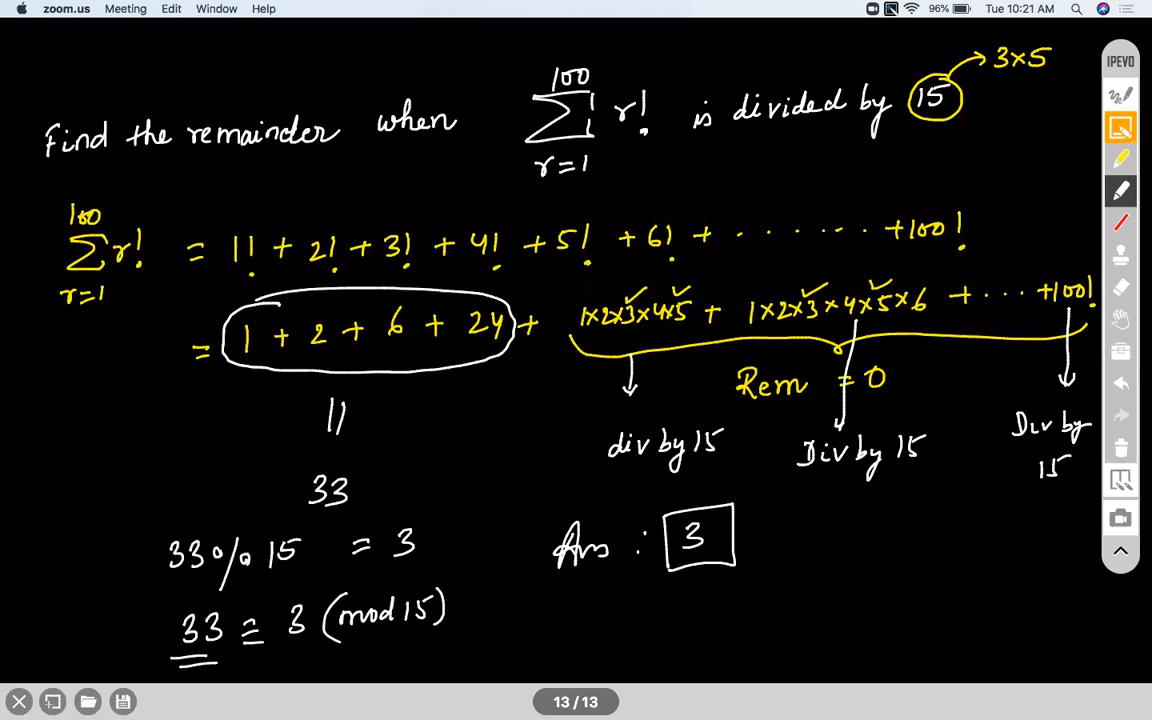 zoom.us Meeting Edit Window Help 96% Tue 10:21 AM
3×5
IPEVO
100
Find the remainder when ∑ r! is divided by 15
r=1
100
∑ r! = 1! + 2! + 3! + 4! + 5! + 6! + ....... +100!
r=1
= 1 + 2 + 6 + 24 + 1×2×3×4×5 + 1×2×3×4×5×6 + ... +100!
Rem = 0
||
div by 15 Div by 15 Div by 15
33
33 % 15 = 3 Ans : 3
33 ≡ 3 (mod 15)
13 / 13